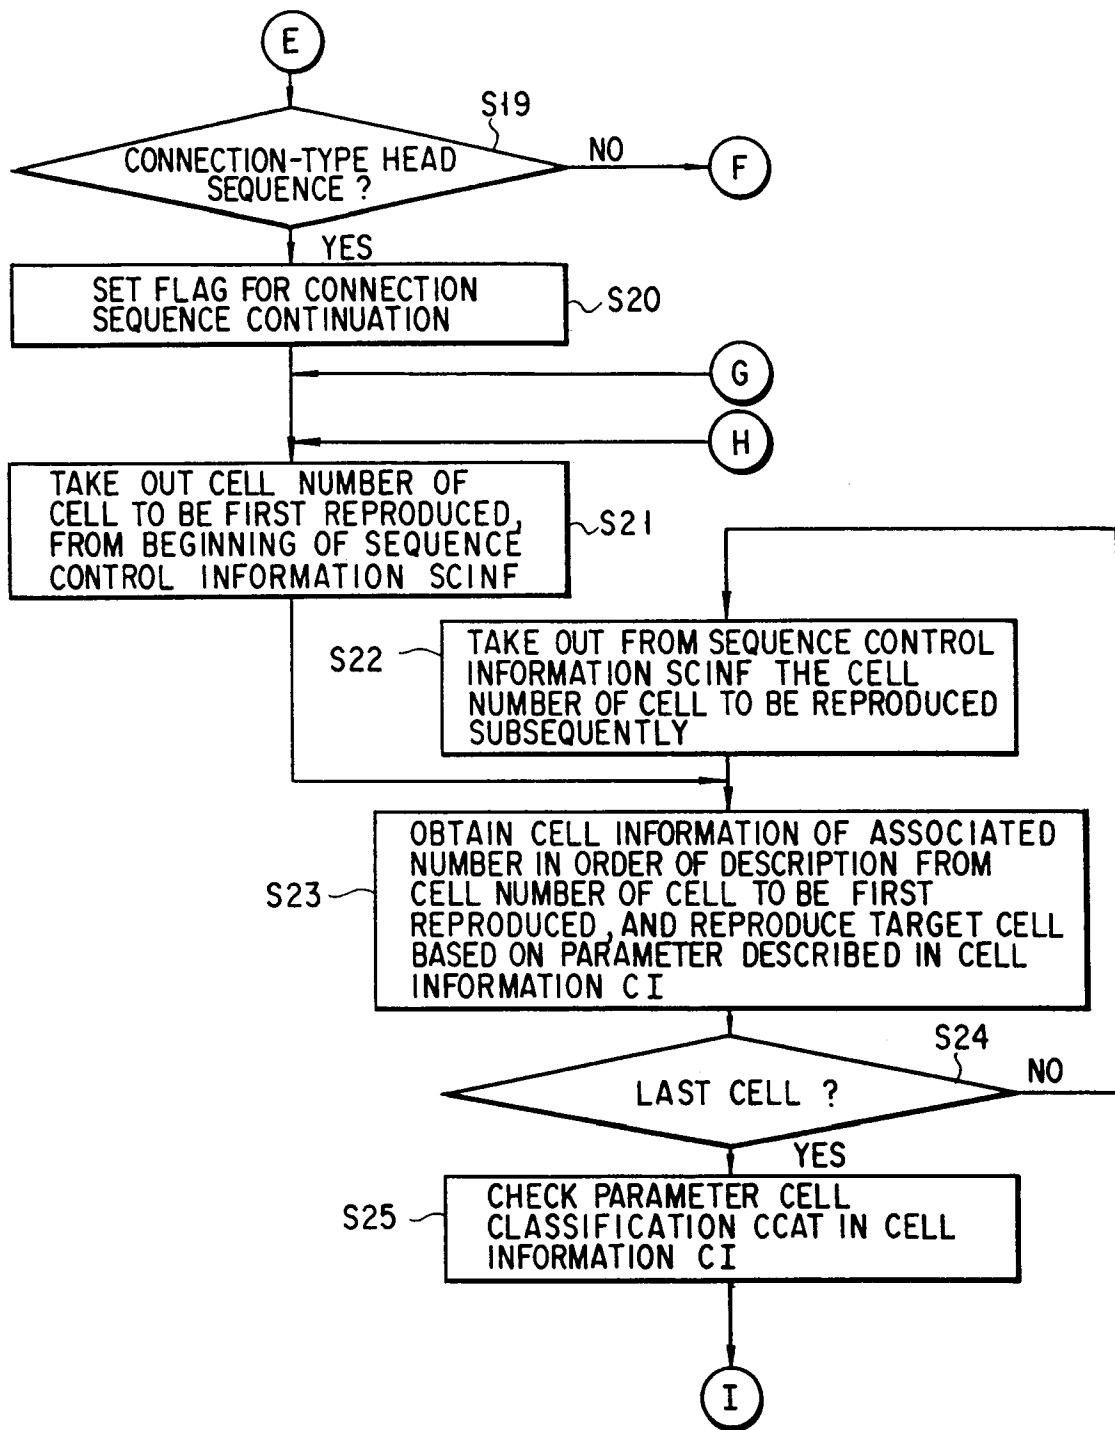 E
S19
CONNECTION-TYPE HEAD
SEQUENCE ?
NO
F
YES
SET FLAG FOR CONNECTION
SEQUENCE CONTINUATION
S20
G
H
TAKE OUT CELL NUMBER OF
CELL TO BE FIRST REPRODUCED,
FROM BEGINNING OF SEQUENCE
CONTROL INFORMATION SCINF
S21
S22
TAKE OUT FROM SEQUENCE CONTROL
INFORMATION SCINF THE CELL
NUMBER OF CELL TO BE REPRODUCED
SUBSEQUENTLY
S23
OBTAIN CELL INFORMATION OF ASSOCIATED
NUMBER IN ORDER OF DESCRIPTION FROM
CELL NUMBER OF CELL TO BE FIRST
REPRODUCED, AND REPRODUCE TARGET CELL
BASED ON PARAMETER DESCRIBED IN CELL
INFORMATION CI
S24
LAST CELL ?
NO
YES
S25
CHECK PARAMETER CELL
CLASSIFICATION CCAT IN CELL
INFORMATION CI
I